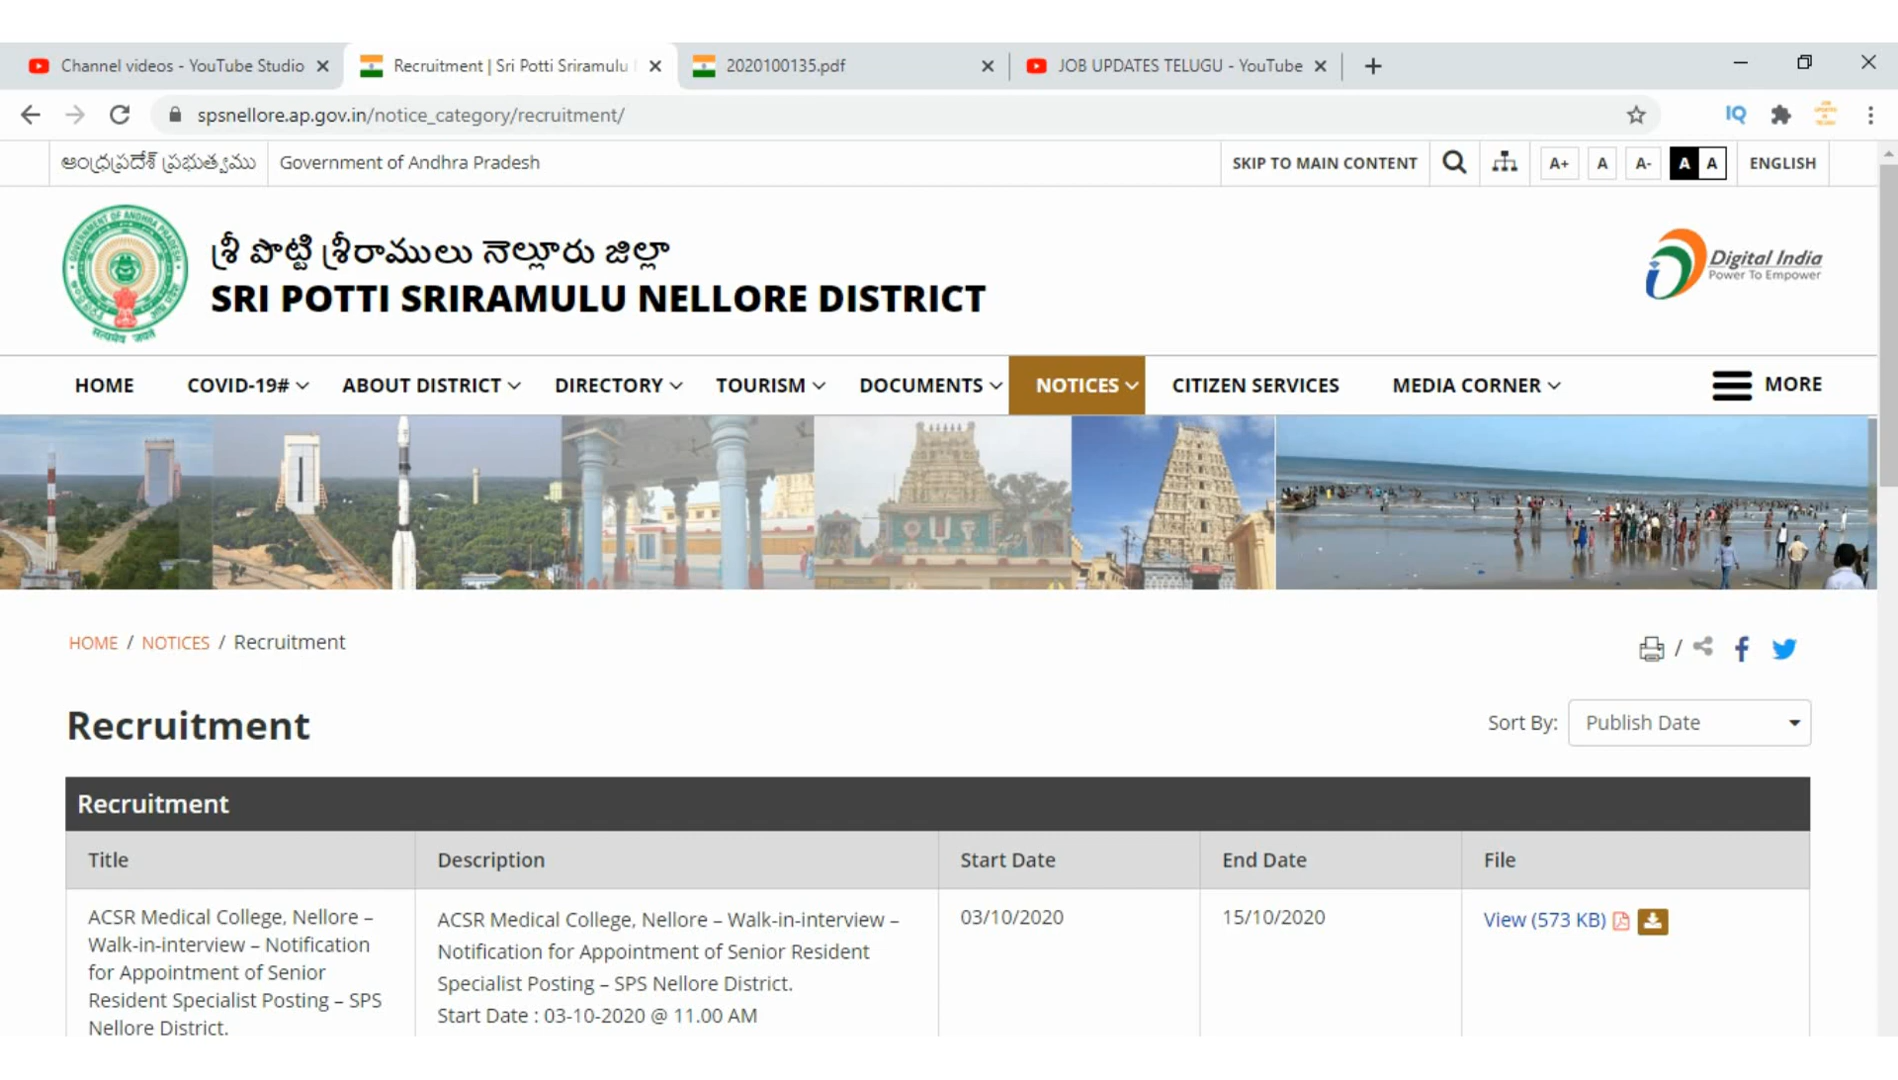 Channel videos - YouTube Studio
Recruitment | Sri Potti Sriramulu
2020100135.pdf
JOB UPDATES TELUGU - YouTube
spsnellore.ap.gov.in/notice_category/recruitment/
IQ
ఆంధ్రప్రదేశ్ ప్రభుత్వము
Government of Andhra Pradesh
SKIP TO MAIN CONTENT
A+
A
A-
A A
ENGLISH
శ్రీ పొట్టి శ్రీరాములు నెల్లూరు జిల్లా
SRI POTTI SRIRAMULU NELLORE DISTRICT
Digital India
Power To Empower
HOME
COVID-19#
ABOUT DISTRICT
DIRECTORY
TOURISM
DOCUMENTS
NOTICES
CITIZEN SERVICES
MEDIA CORNER
MORE
HOME / NOTICES / Recruitment
Recruitment
Sort By: Publish Date
Recruitment
Title
Description
Start Date
End Date
File
ACSR Medical College, Nellore –
Walk-in-interview – Notification
for Appointment of Senior
Resident Specialist Posting – SPS
Nellore District.
ACSR Medical College, Nellore – Walk-in-interview –
Notification for Appointment of Senior Resident
Specialist Posting – SPS Nellore District.
Start Date : 03-10-2020 @ 11.00 AM
03/10/2020
15/10/2020
View (573 KB)